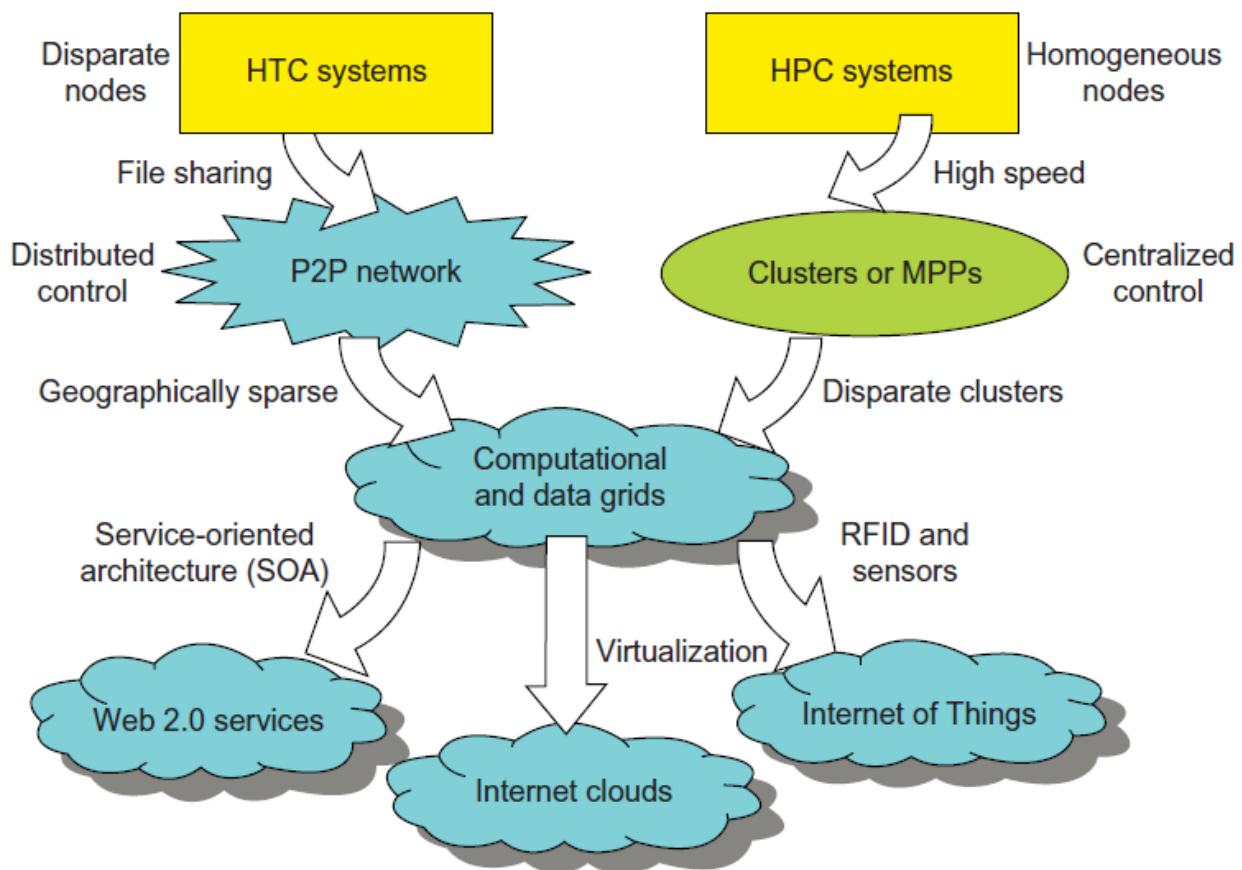 Disparate
nodes
HTC systems
HPC systems
Homogeneous
nodes
File sharing
High speed
Distributed
control
P2P network
Clusters or MPPs
Centralized
control
Geographically sparse
Disparate clusters
Computational
and data grids
Service-oriented
architecture (SOA)
RFID and
sensors
Virtualization
Web 2.0 services
Internet of Things
Internet clouds